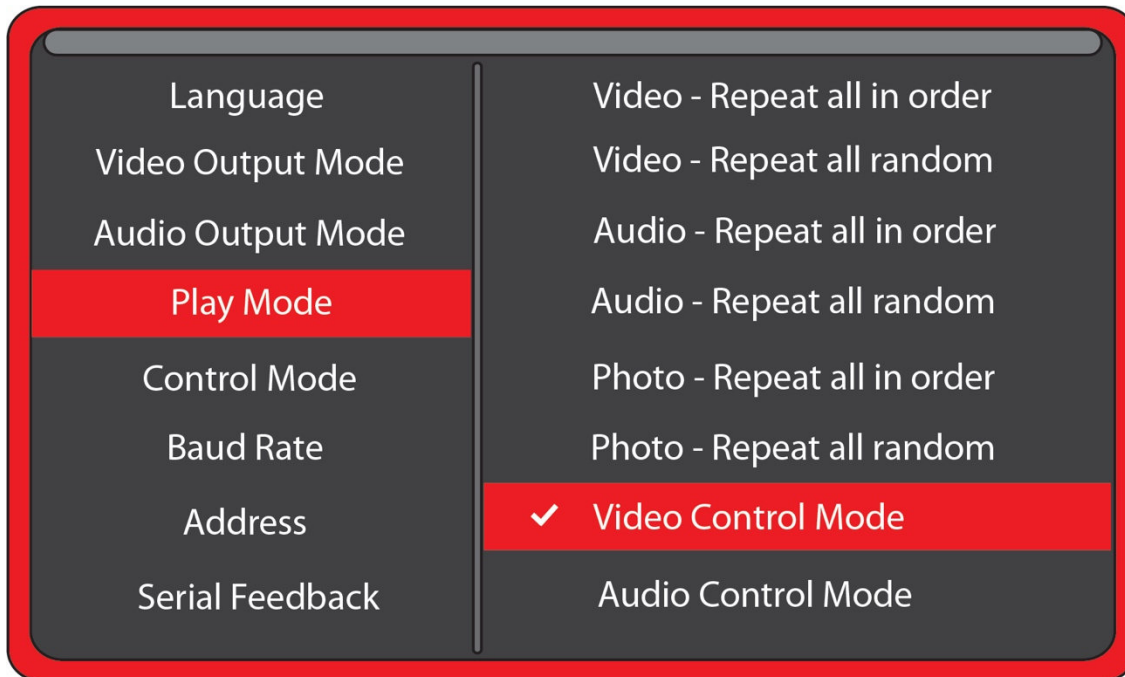 Language
Video Output Mode
Audio Output Mode
Play Mode
Control Mode
Baud Rate
Address
Serial Feedback
Video - Repeat all in order
Video - Repeat all random
Audio - Repeat all in order
Audio - Repeat all random
Photo - Repeat all in order
Photo - Repeat all random
Video Control Mode
Audio Control Mode